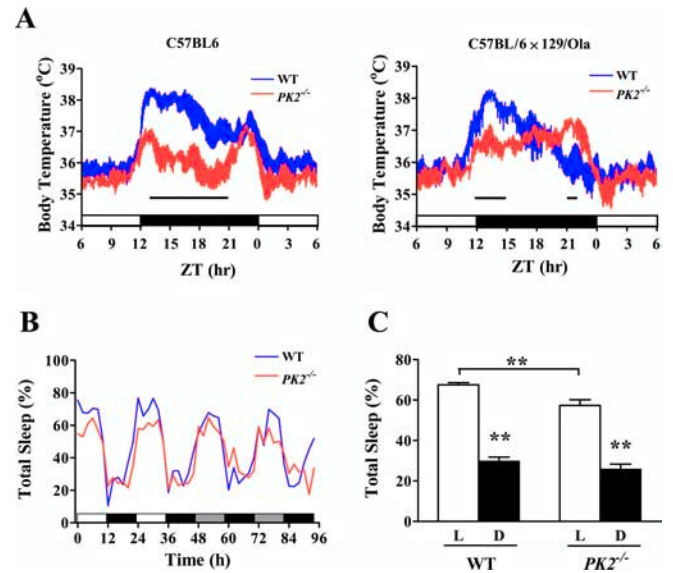 A
C57BL6
C57BL/6 × 129/Ola
Body Temperature (°C)
39
38
37
36
35
34
WT
PK2-/-
6 9 12 15 18 21 0 3 6
ZT (hr)
Body Temperature (°C)
39
38
37
36
35
34
WT
PK2-/-
6 9 12 15 18 21 0 3 6
ZT (hr)
B
Total Sleep (%)
100
80
60
40
20
0
WT
PK2-/-
0 12 24 36 48 60 72 84 96
Time (h)
C
Total Sleep (%)
80
60
40
20
0
**
**
**
L D L D
WT PK2-/-